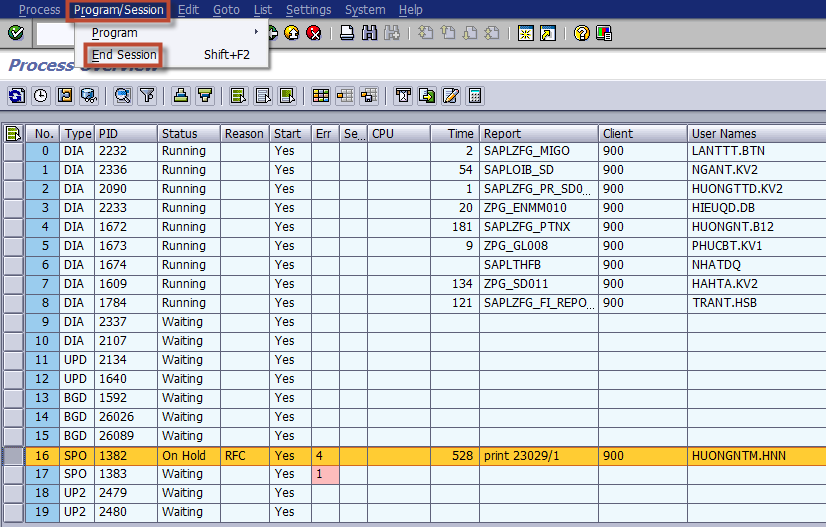 Process Program/Session Edit Goto List Settings System Help
Program
End Session Shift+F2
Process Overview
No. Type PID Status Reason Start Err Se... CPU Time Report Client User Names
0 DIA 2232 Running Yes 2 SAPLZFG_MIGO 900 LANTTT.BTN
1 DIA 2336 Running Yes 54 SAPLOIB_SD 900 NGANT.KV2
2 DIA 2090 Running Yes 1 SAPLZFG_PR_SD0... 900 HUONGTTD.KV2
3 DIA 2233 Running Yes 20 ZPG_ENMM010 900 HIEUQD.DB
4 DIA 1672 Running Yes 181 SAPLZFG_PTNX 900 HUONGNT.B12
5 DIA 1673 Running Yes 9 ZPG_GL008 900 PHUCBT.KV1
6 DIA 1674 Running Yes SAPLTHFB 900 NHATDQ
7 DIA 1609 Running Yes 134 ZPG_SD011 900 HAHTA.KV2
8 DIA 1784 Running Yes 121 SAPLZFG_FI_REPO... 900 TRANT.HSB
9 DIA 2337 Waiting Yes
10 DIA 2107 Waiting Yes
11 UPD 2134 Waiting Yes
12 UPD 1640 Waiting Yes
13 BGD 1592 Waiting Yes
14 BGD 26026 Waiting Yes
15 BGD 26089 Waiting Yes
16 SPO 1382 On Hold RFC Yes 4 528 print 23029/1 900 HUONGNTM.HNN
17 SPO 1383 Waiting Yes 1
18 UP2 2479 Waiting Yes
19 UP2 2480 Waiting Yes